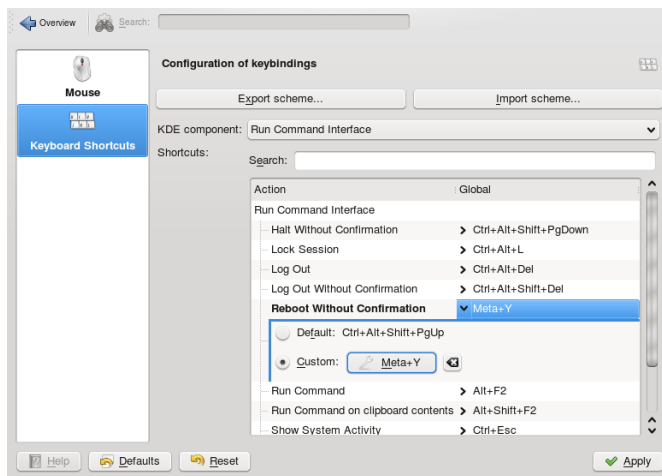 Overview
Search:
Configuration of keybindings
Mouse
Export scheme...
Import scheme...
Keyboard Shortcuts
KDE component: Run Command Interface
Shortcuts:
Search:
Action Global
Run Command Interface
Halt Without Confirmation Ctrl+Alt+Shift+PgDown
Lock Session Ctrl+Alt+L
Log Out Ctrl+Alt+Del
Log Out Without Confirmation Ctrl+Alt+Shift+Del
Reboot Without Confirmation Meta+Y
Default: Ctrl+Alt+Shift+PgUp
Custom: Meta+Y
Run Command Alt+F2
Run Command on clipboard contents Alt+Shift+F2
Show System Activity Ctrl+Esc
Help Defaults Reset Apply